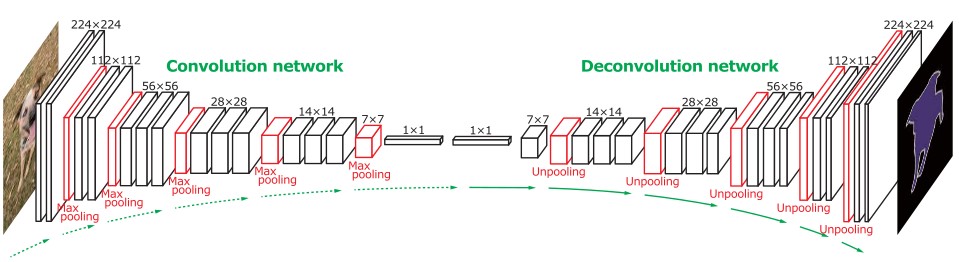 224×224
112×112
Convolution network
56×56
28×28
14×14
7×7
1×1
1×1
7×7
14×14
28×28
Deconvolution network
56×56
112×112
224×224
Max
pooling
Max
pooling
Max
pooling
Max
pooling
Max
pooling
Unpooling
Unpooling
Unpooling
Unpooling
Unpooling